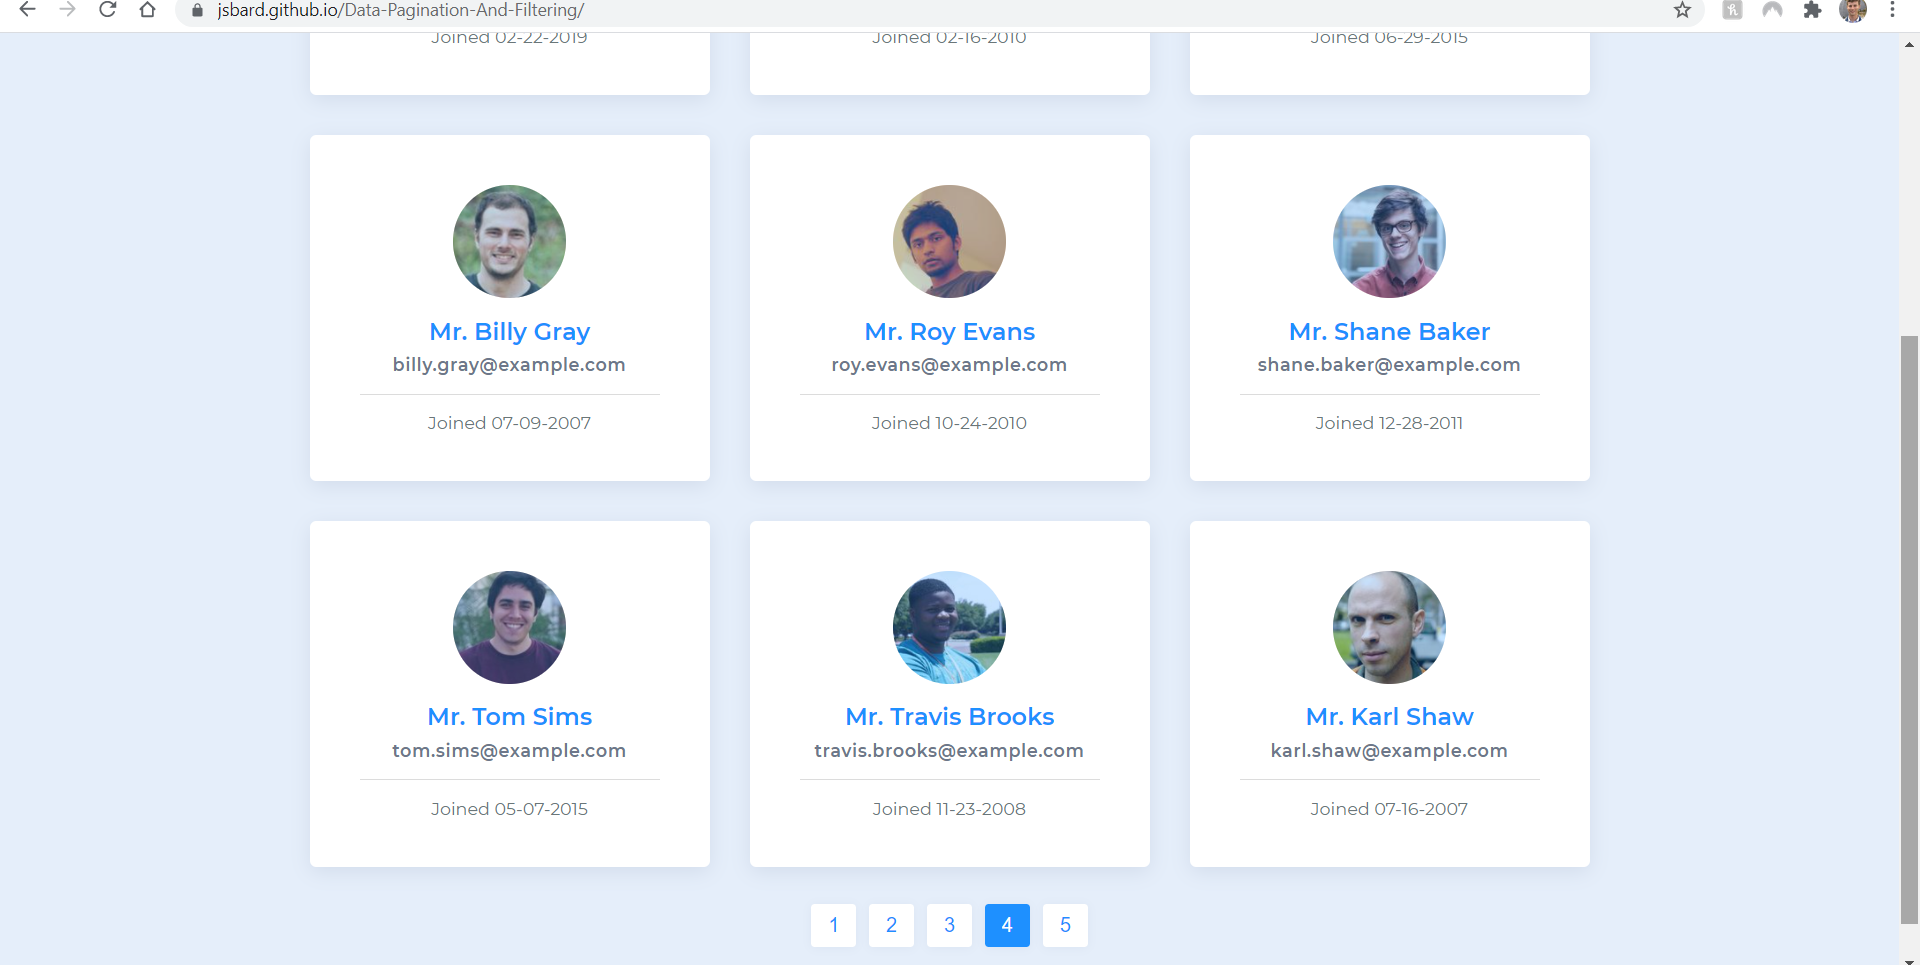 jsbard.github.io/Data-Pagination-And-Filtering/
Joined 02-22-2019
Joined 02-16-2010
Joined 06-29-2015
Mr. Billy Gray
billy.gray@example.com
Joined 07-09-2007
Mr. Roy Evans
roy.evans@example.com
Joined 10-24-2010
Mr. Shane Baker
shane.baker@example.com
Joined 12-28-2011
Mr. Tom Sims
tom.sims@example.com
Joined 05-07-2015
Mr. Travis Brooks
travis.brooks@example.com
Joined 11-23-2008
Mr. Karl Shaw
karl.shaw@example.com
Joined 07-16-2007
1 2 3 4 5